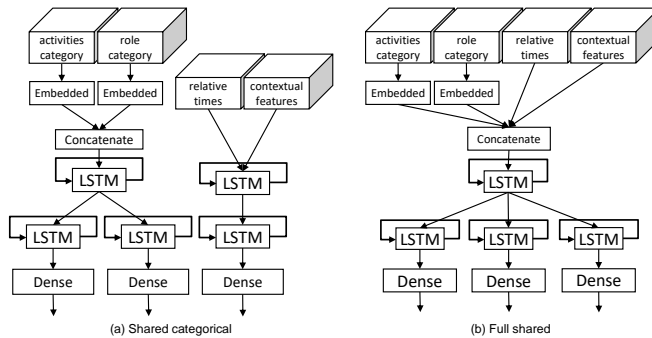 activities category
role category
relative times
contextual features
Embedded
Embedded
Concatenate
LSTM
LSTM
LSTM
LSTM
LSTM
Dense
Dense
Dense
(a) Shared categorical
activities category
role category
relative times
contextual features
Embedded
Embedded
Concatenate
LSTM
LSTM
LSTM
LSTM
Dense
Dense
Dense
(b) Full shared